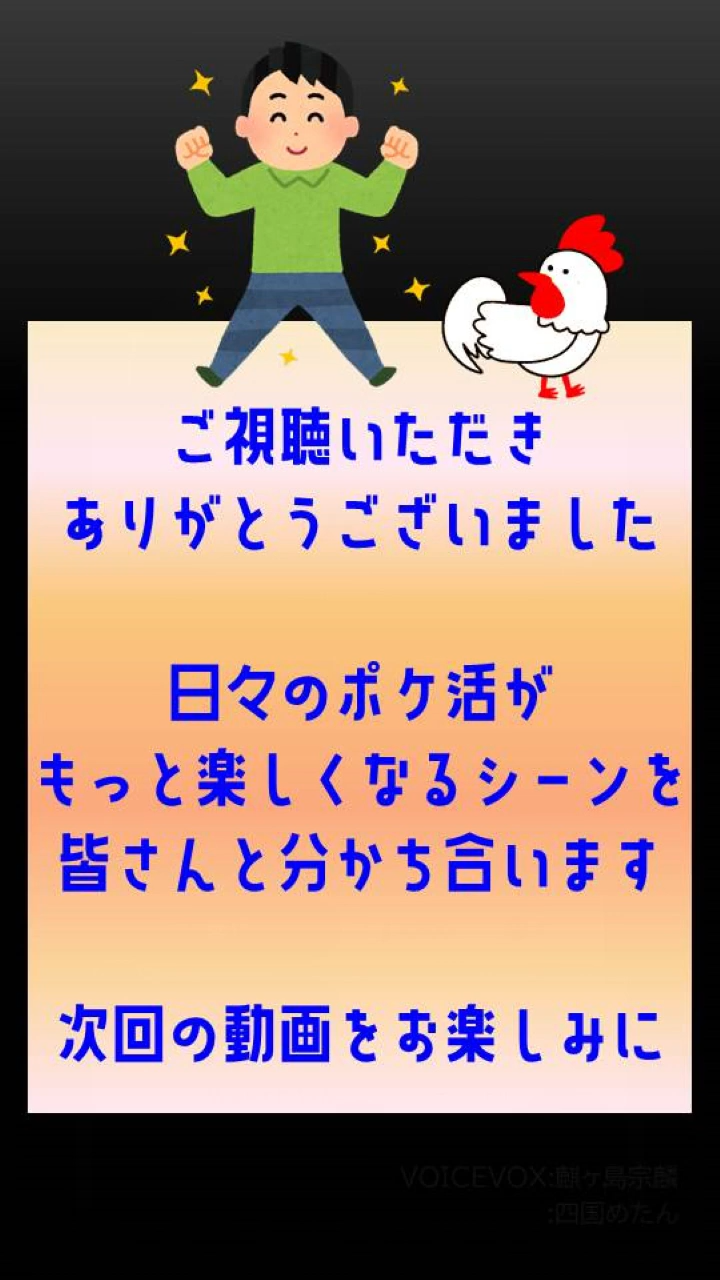 ご視聴いただき
ありがとうございました
日々のポケ活が
もっと楽しくなるシーンを
皆さんと分かち合います
次回の動画をお楽しみに
VOICEVOX:麒ヶ島宗麟
:四国めたん